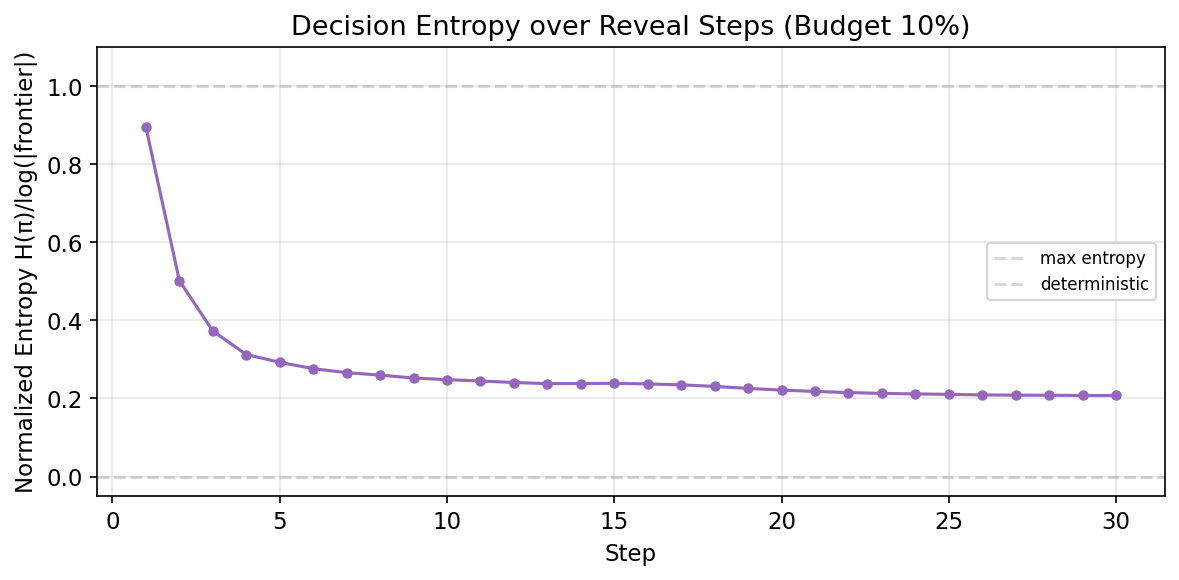 Decision Entropy over Reveal Steps (Budget 10%)
Normalized Entropy H(π)/log(|frontier|)
1.0
0.8
0.6
0.4
0.2
0.0
max entropy
deterministic
0 5 10 15 20 25 30
Step